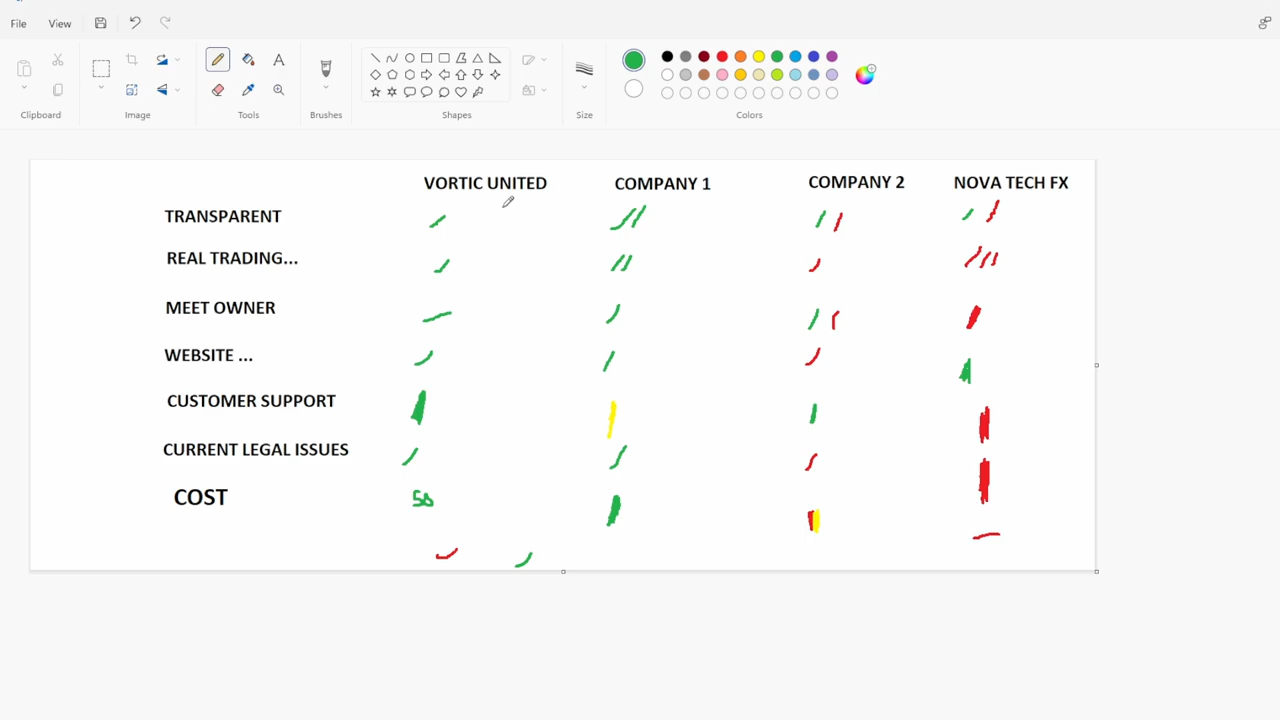 File View
Clipboard Image Tools Brushes Shapes Size Colors
VORTIC UNITED COMPANY 1 COMPANY 2 NOVA TECH FX
TRANSPARENT
REAL TRADING...
MEET OWNER
WEBSITE ...
CUSTOMER SUPPORT
CURRENT LEGAL ISSUES
COST 50